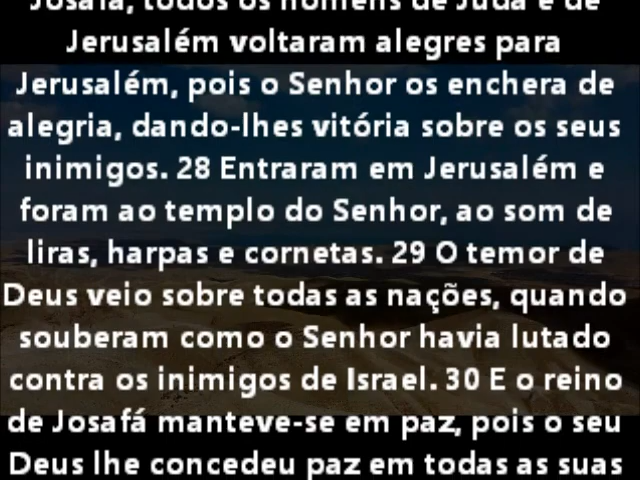 Josafá, todos os homens de Judá e de
Jerusalém voltaram alegres para
Jerusalém, pois o Senhor os enchera de
alegria, dando-lhes vitória sobre os seus
inimigos. 28 Entraram em Jerusalém e
foram ao templo do Senhor, ao som de
liras, harpas e cornetas. 29 O temor de
Deus veio sobre todas as nações, quando
souberam como o Senhor havia lutado
contra os inimigos de Israel. 30 E o reino
de Josafá manteve-se em paz, pois o seu
Deus lhe concedeu paz em todas as suas